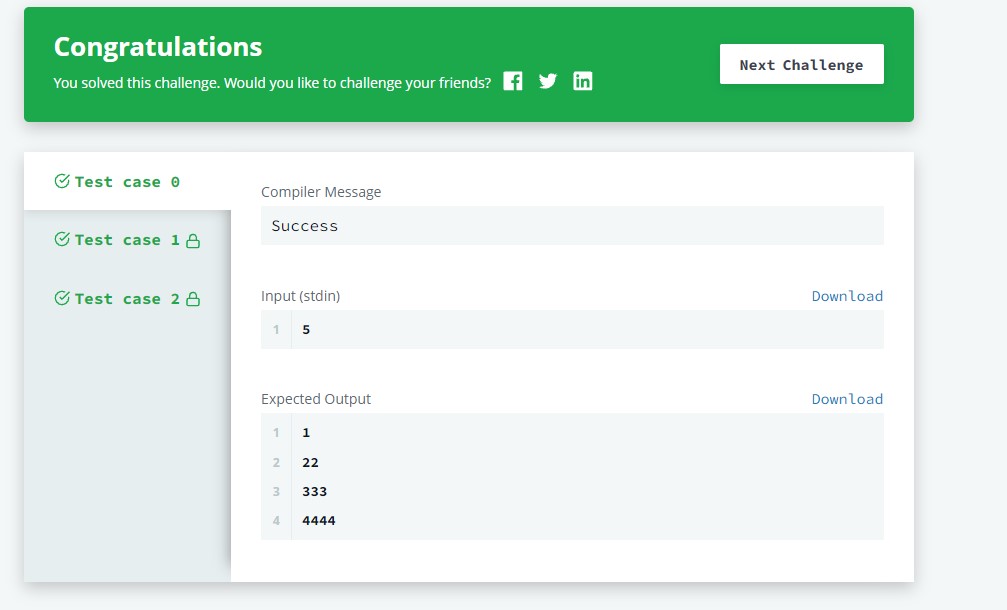 Congratulations
You solved this challenge. Would you like to challenge your friends?
Next Challenge
Test case 0
Test case 1
Test case 2
Compiler Message
Success
Input (stdin)
Download
1 5
Expected Output
Download
1 1
2 22
3 333
4 4444